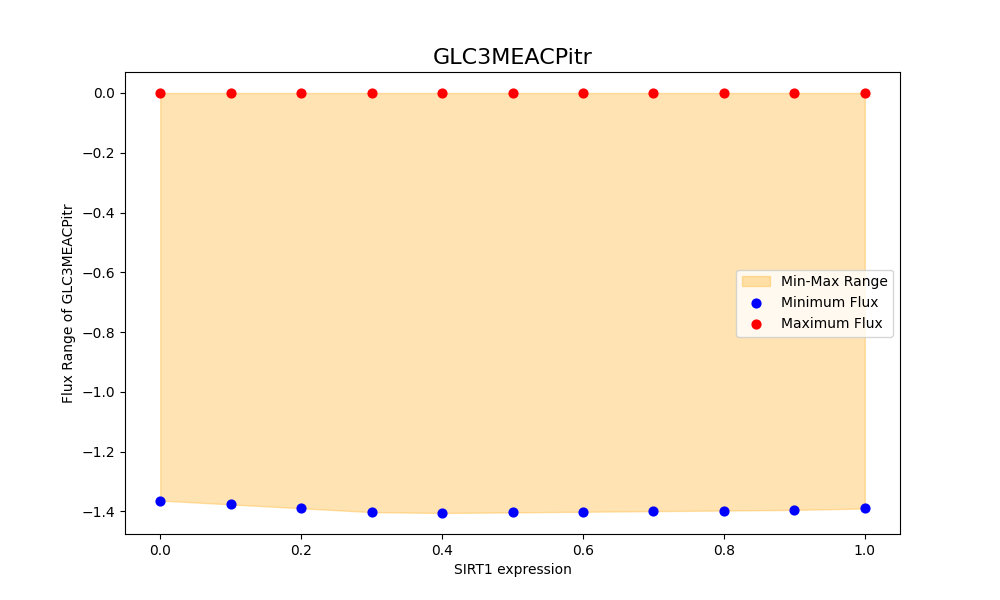 GLC3MEACPitr
Flux Range of GLC3MEACPitr
0.0
−0.2
−0.4
−0.6
−0.8
−1.0
−1.2
−1.4
Min-Max Range
Minimum Flux
Maximum Flux
0.0 0.2 0.4 0.6 0.8 1.0
SIRT1 expression